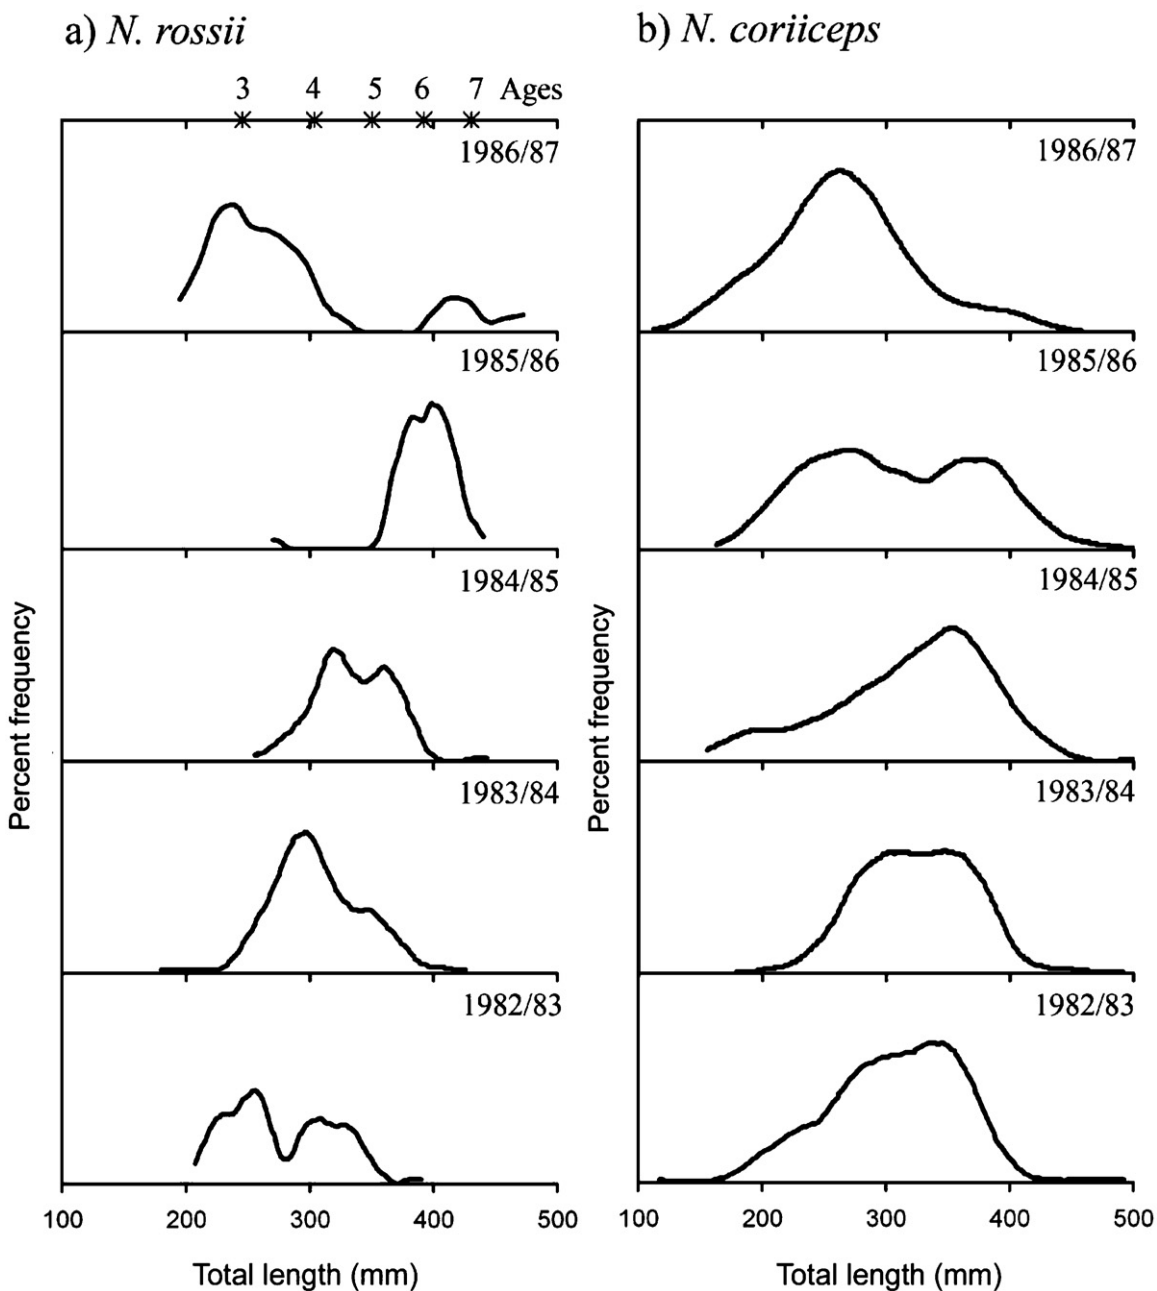 a) N. rossii
3 4 5 6 7 Ages
1986/87
1985/86
1984/85
1983/84
1982/83
Percent frequency
100 200 300 400 500
Total length (mm)
b) N. coriiceps
1986/87
1985/86
1984/85
1983/84
1982/83
Percent frequency
100 200 300 400 500
Total length (mm)